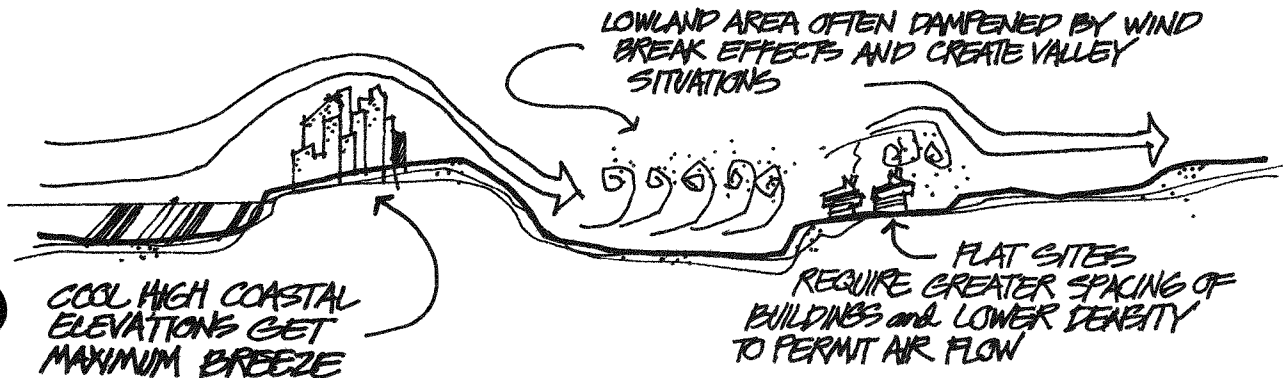 LOWLAND AREA OFTEN DAMPENED BY WIND
BREAK EFFECTS AND CREATE VALLEY
SITUATIONS
COOL HIGH COASTAL
ELEVATIONS GET
MAXIMUM BREEZE
FLAT SITES
REQUIRE GREATER SPACING OF
BUILDINGS and LOWER DENSITY
TO PERMIT AIR FLOW